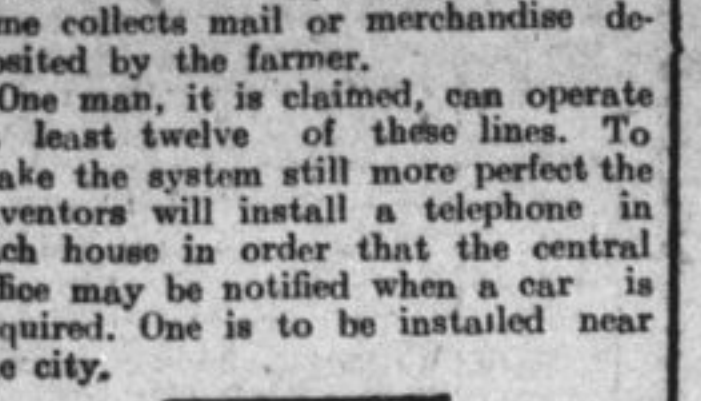 me collects mail or merchandise de-
sited by the farmer.
One man, it is claimed, can operate
least twelve of these lines. To
ake the system still more perfect the
ventors will install a telephone in
ch house in order that the central
fice may be notified when a car is
quired. One is to be installed near
e city.